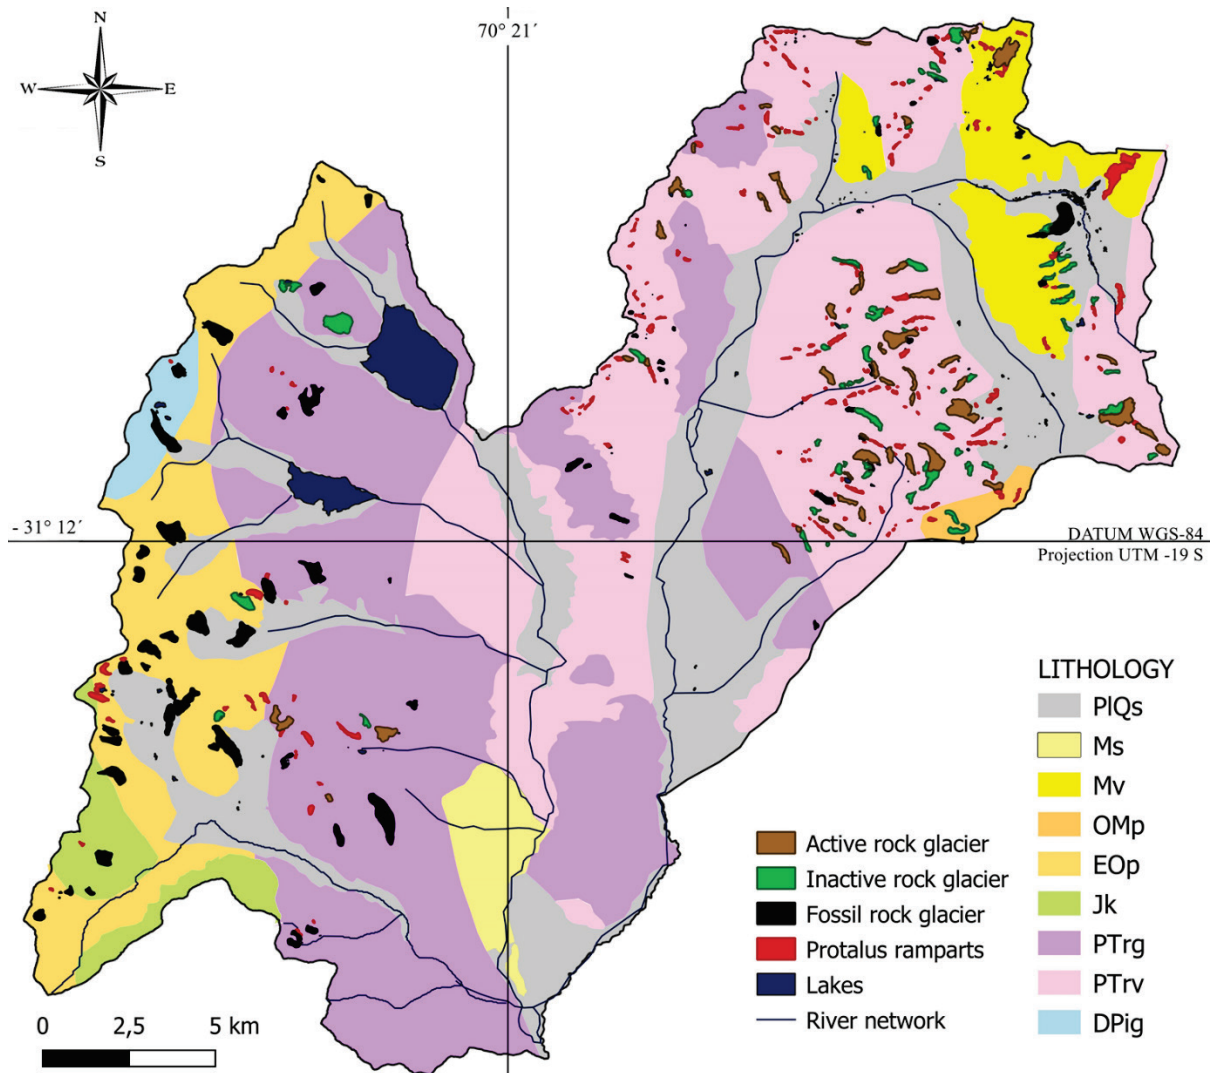 N
W E
S
70° 21´
- 31° 12´
DATUM WGS-84
Projection UTM -19 S
LITHOLOGY
PlQs
Ms
Mv
OMp
EOp
Jk
PTrg
PTrv
DPig
Active rock glacier
Inactive rock glacier
Fossil rock glacier
Protalus ramparts
Lakes
River network
0 2,5 5 km